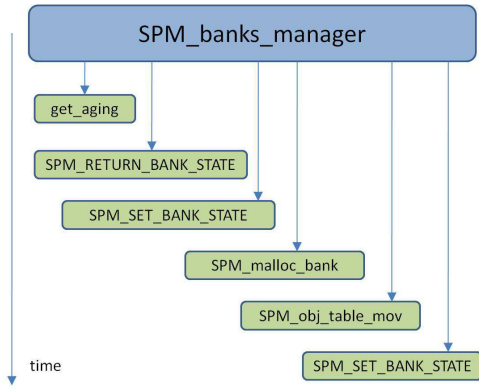 SPM_banks_manager
get_aging
SPM_RETURN_BANK_STATE
SPM_SET_BANK_STATE
SPM_malloc_bank
SPM_obj_table_mov
SPM_SET_BANK_STATE
time